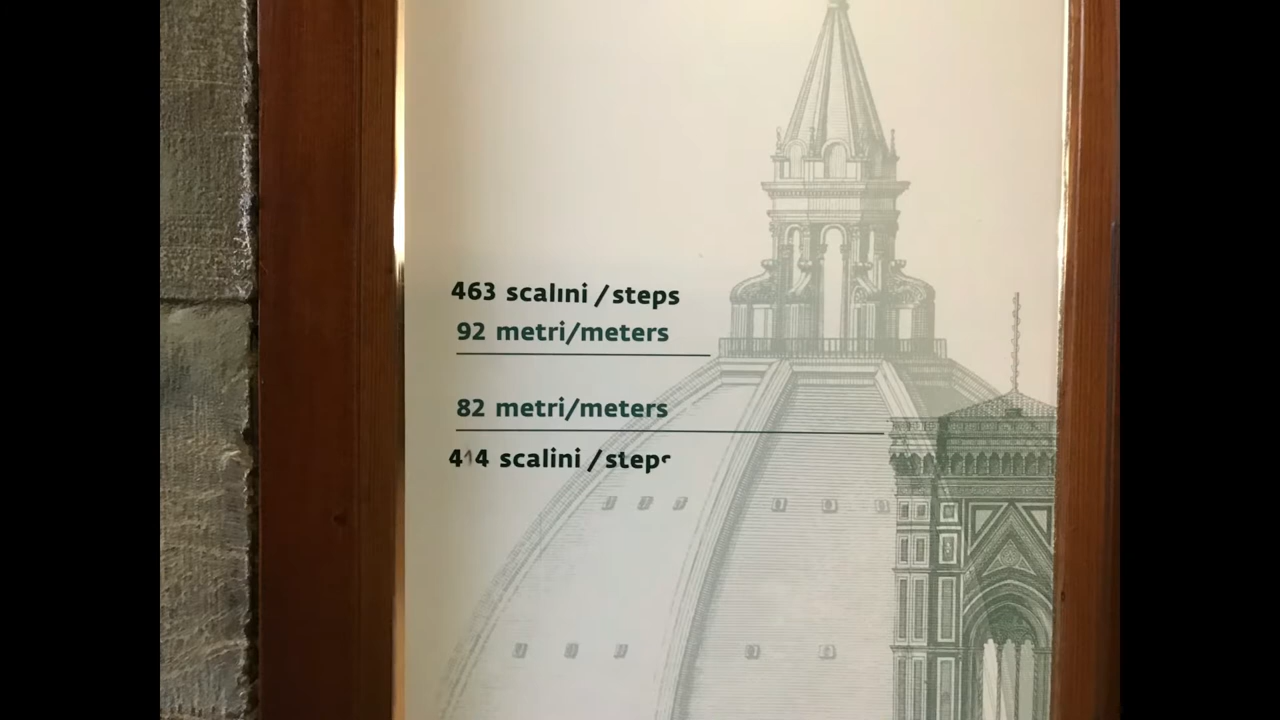 463 scalini / steps
92 metri/meters
82 metri/meters
414 scalini / steps